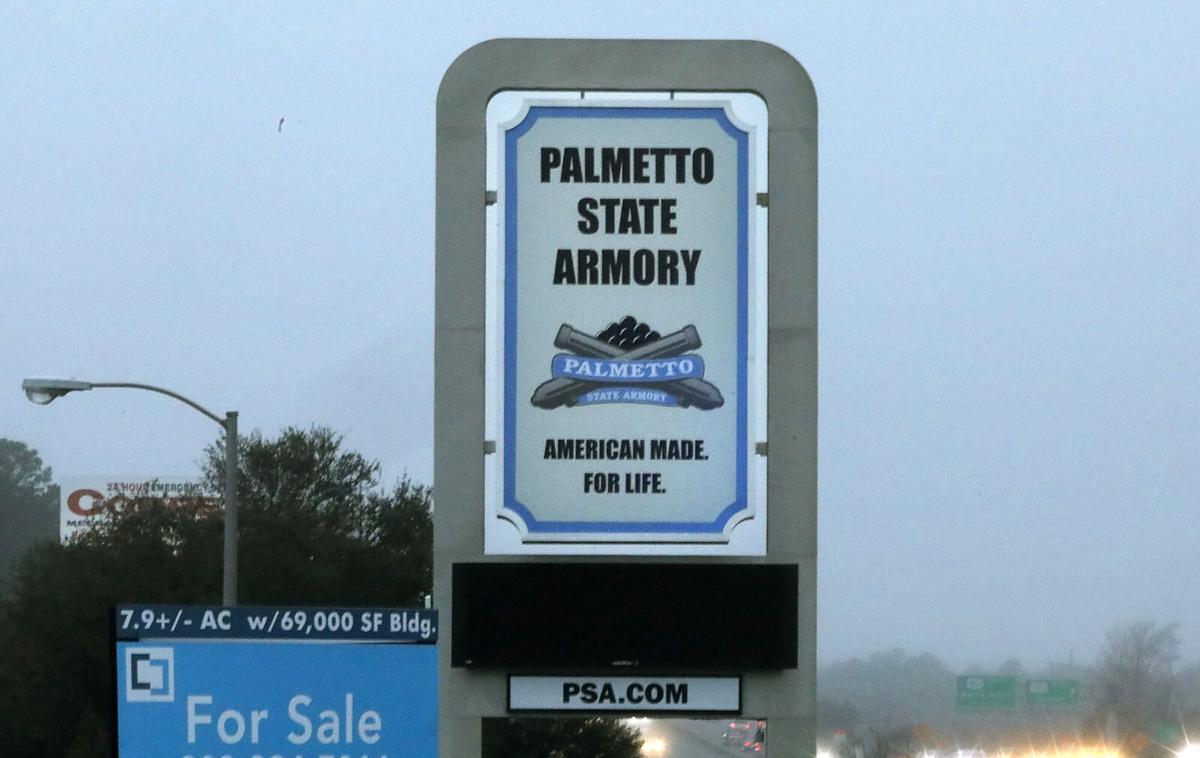 PALMETTO
STATE
ARMORY
PALMETTO
STATE ARMORY
AMERICAN MADE.
FOR LIFE.
PSA.COM
24 HOUR EMERGENCY
7.9+/- AC w/69,000 SF Bldg.
For Sale